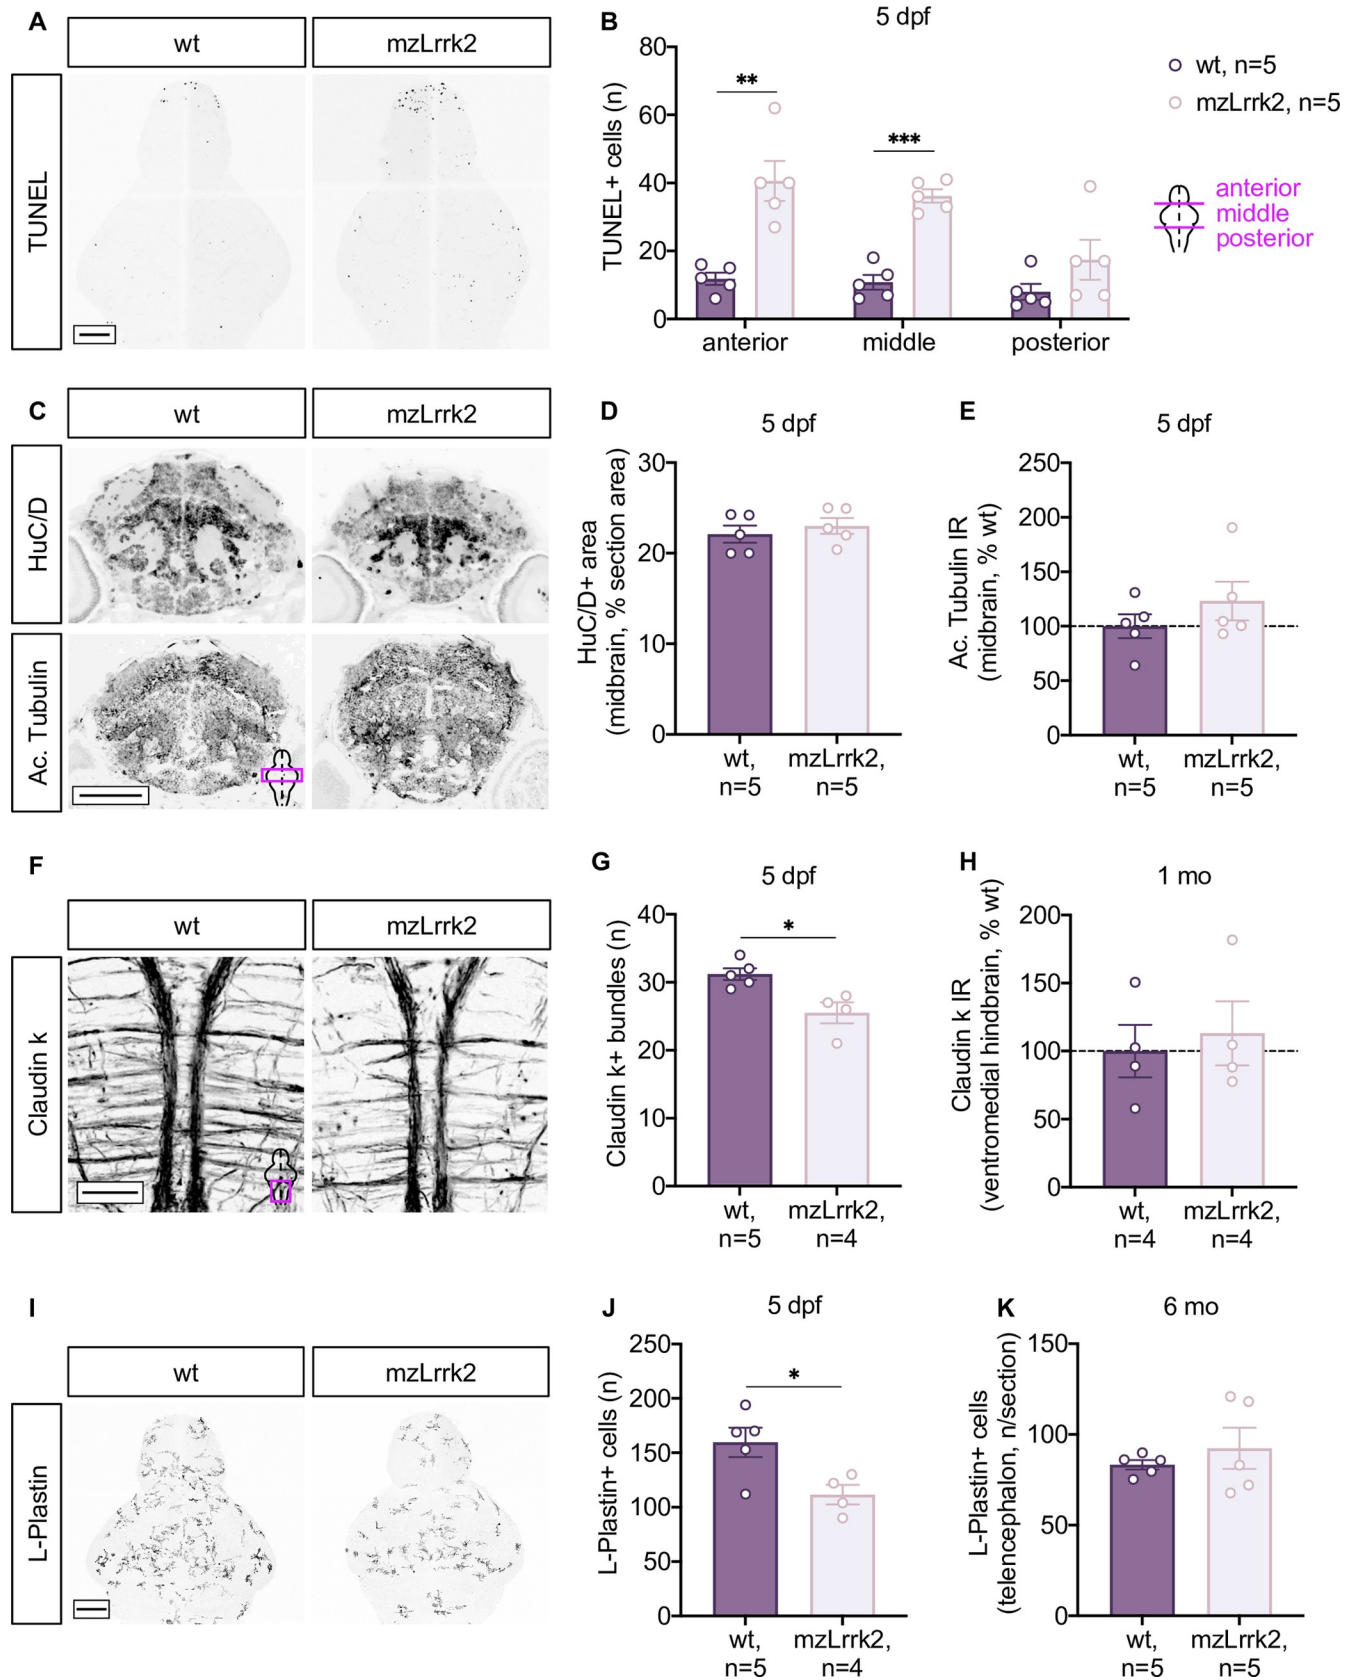 A
wt
mzLrrk2
TUNEL
B
5 dpf
TUNEL+ cells (n)
80
60
40
20
0
**
***
anterior
middle
posterior
wt, n=5
mzLrrk2, n=5
anterior
middle
posterior
C
wt
mzLrrk2
HuC/D
Ac. Tubulin
D
5 dpf
HuC/D+ area
(midbrain, % section area)
30
20
10
0
wt,
n=5
mzLrrk2,
n=5
E
5 dpf
Ac. Tubulin IR
(midbrain, % wt)
250
200
150
100
50
0
wt,
n=5
mzLrrk2,
n=5
F
wt
mzLrrk2
Claudin k
G
5 dpf
Claudin k+ bundles (n)
40
30
20
10
0
*
wt,
n=5
mzLrrk2,
n=4
H
1 mo
Claudin k IR
(ventromedial hindbrain, % wt)
200
150
100
50
0
wt,
n=4
mzLrrk2,
n=4
I
wt
mzLrrk2
L-Plastin
J
5 dpf
L-Plastin+ cells (n)
250
200
150
100
50
0
*
wt,
n=5
mzLrrk2,
n=4
K
6 mo
L-Plastin+ cells
(telencephalon, n/section)
150
100
50
0
wt,
n=5
mzLrrk2,
n=5